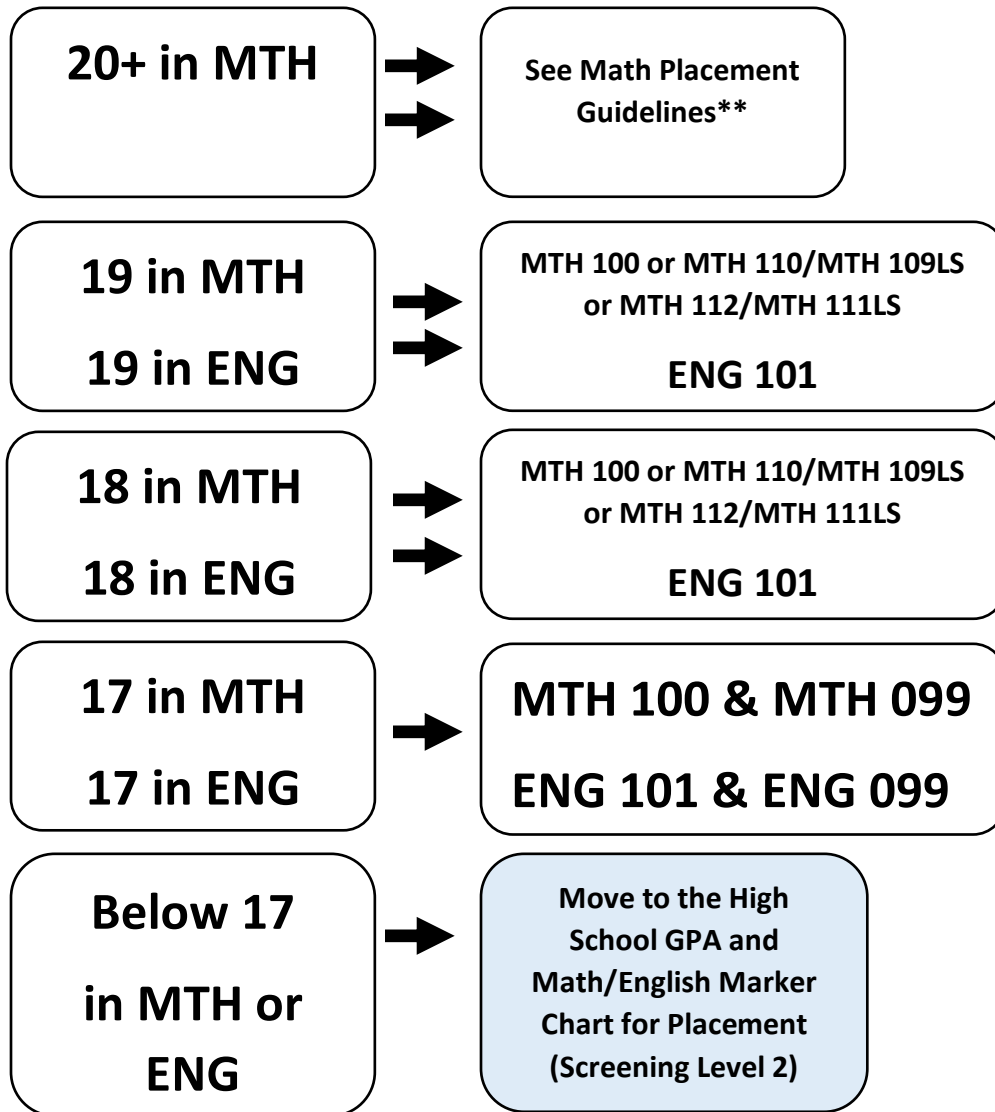 20+ in MTH
See Math Placement
Guidelines**
19 in MTH
19 in ENG
MTH 100 or MTH 110/MTH 109LS
or MTH 112/MTH 111LS
ENG 101
18 in MTH
18 in ENG
MTH 100 or MTH 110/MTH 109LS
or MTH 112/MTH 111LS
ENG 101
17 in MTH
17 in ENG
MTH 100 & MTH 099
ENG 101 & ENG 099
Below 17
in MTH or
ENG
Move to the High
School GPA and
Math/English Marker
Chart for Placement
(Screening Level 2)